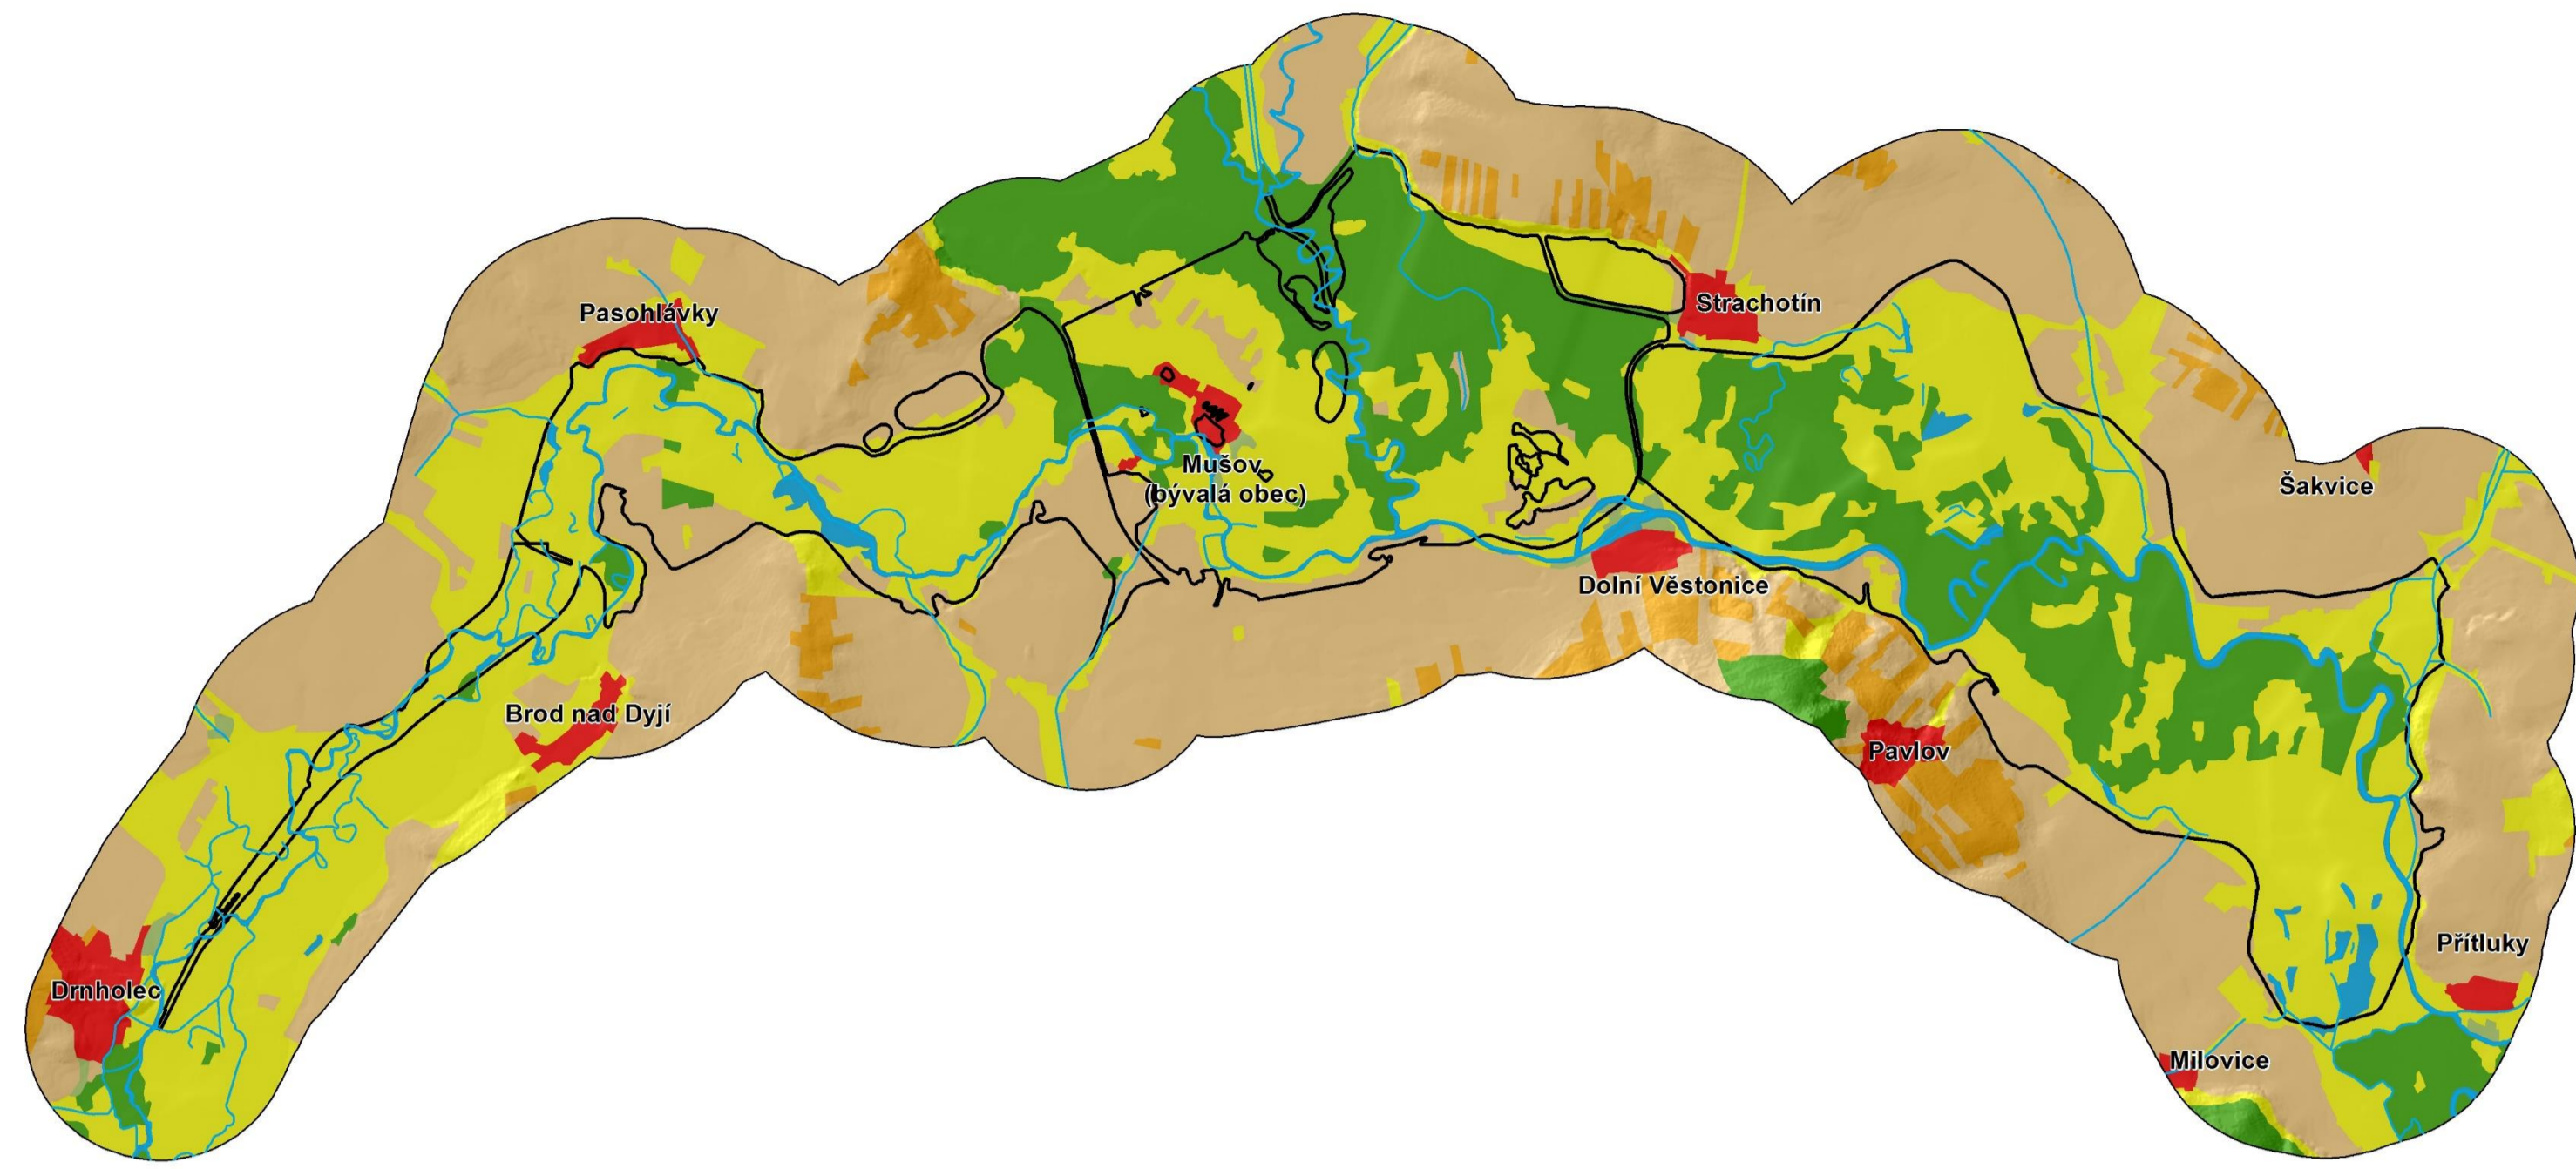 Pasohlávky
Strachotín
Mušov
(bývalá obec)
Šakvice
Dolní Věstonice
Brod nad Dyjí
Pavlov
Přítluky
Drnholec
Milovice